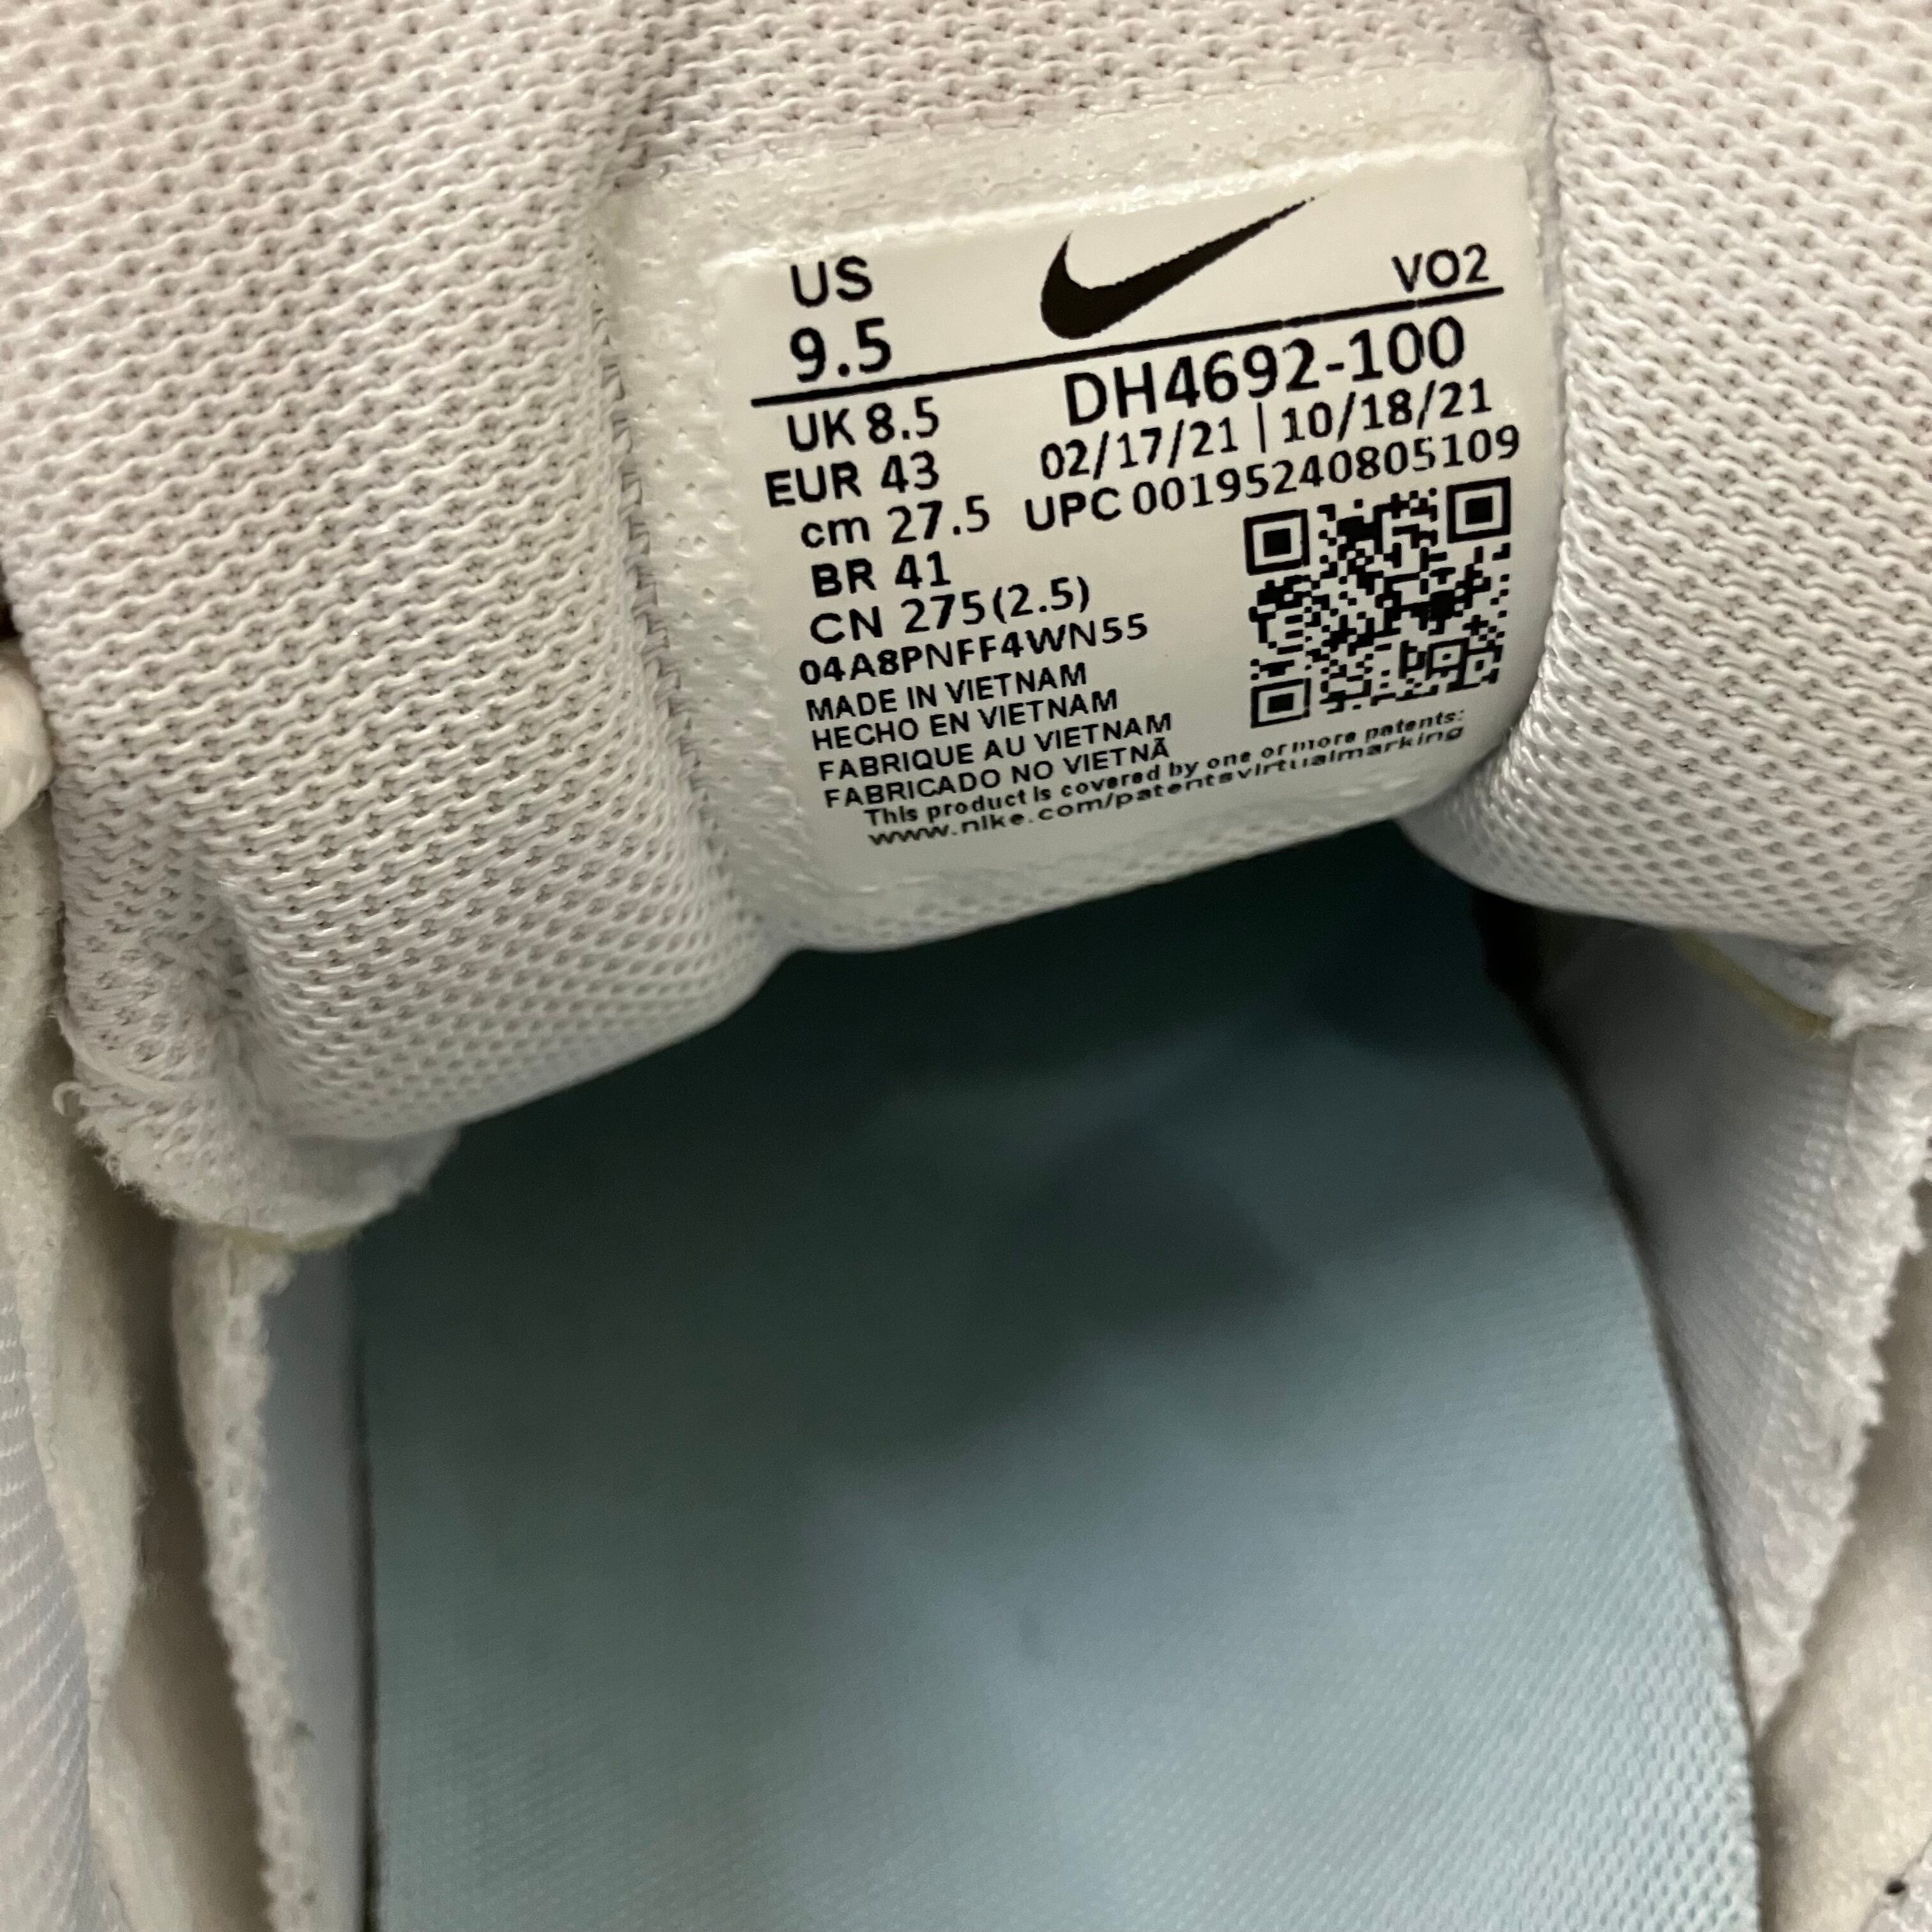 US
9.5
VO2
UK 8.5
EUR 43
cm 27.5
BR 41
CN 275(2.5)
DH4692-100
02/17/21 | 10/18/21
UPC 00195240805109
04A8PNFF4WN55
MADE IN VIETNAM
HECHO EN VIETNAM
FABRIQUE AU VIETNAM
FABRICADO NO VIETNÃ
This product is covered by one or more patents:
www.nike.com/patentsvirtualmarking